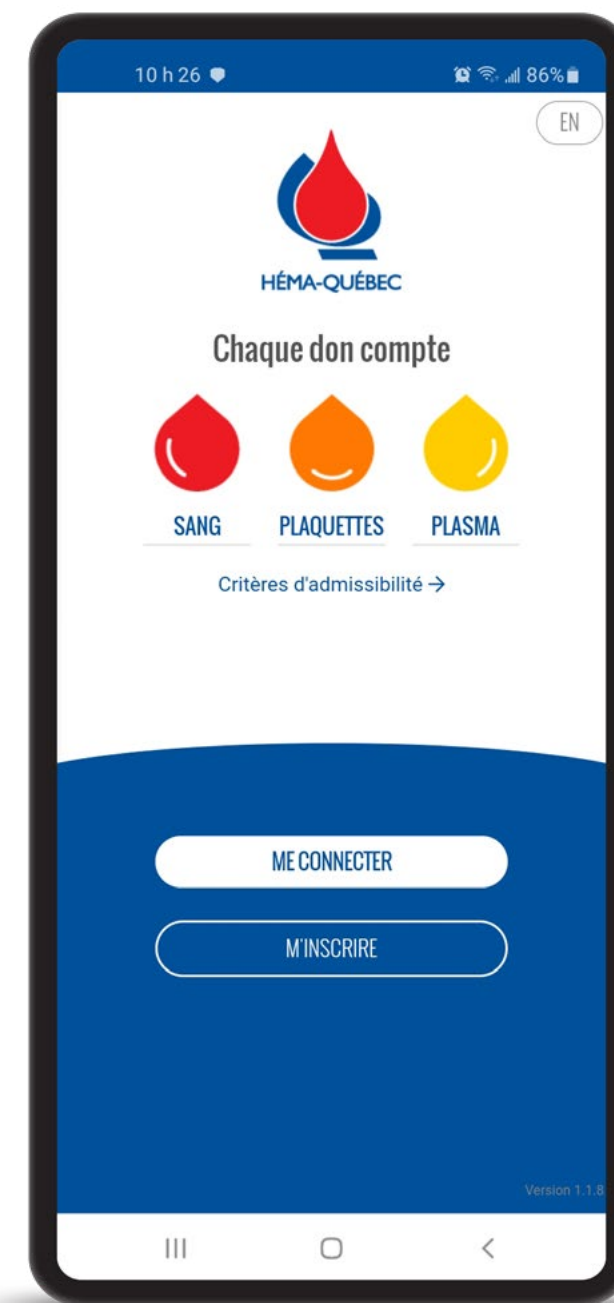 10 h 26 86%
EN
HÉMA-QUÉBEC
Chaque don compte
SANG PLAQUETTES PLASMA
Critères d'admissibilité →
ME CONNECTER
M'INSCRIRE
Version 1.1.8